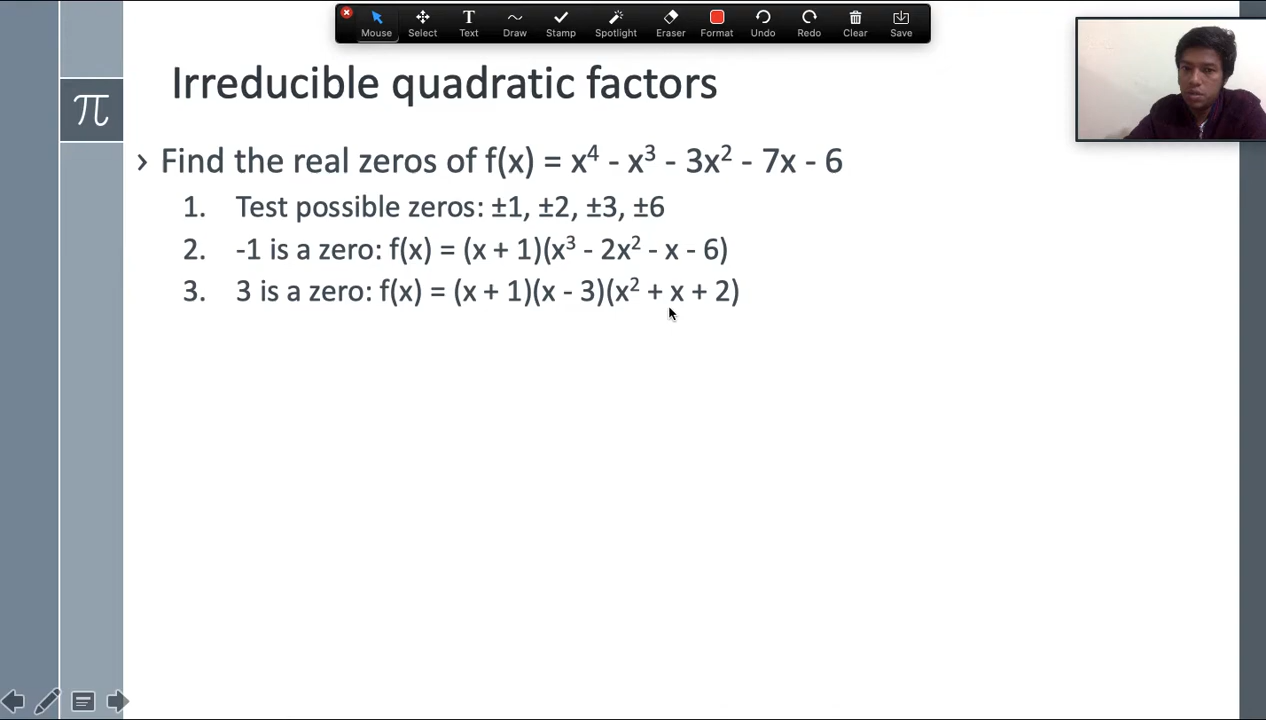 Mouse Select Text Draw Stamp Spotlight Eraser Format Undo Redo Clear Save
Irreducible quadratic factors
π
› Find the real zeros of f(x) = x⁴ - x³ - 3x² - 7x - 6
1. Test possible zeros: ±1, ±2, ±3, ±6
2. -1 is a zero: f(x) = (x + 1)(x³ - 2x² - x - 6)
3. 3 is a zero: f(x) = (x + 1)(x - 3)(x² + x + 2)